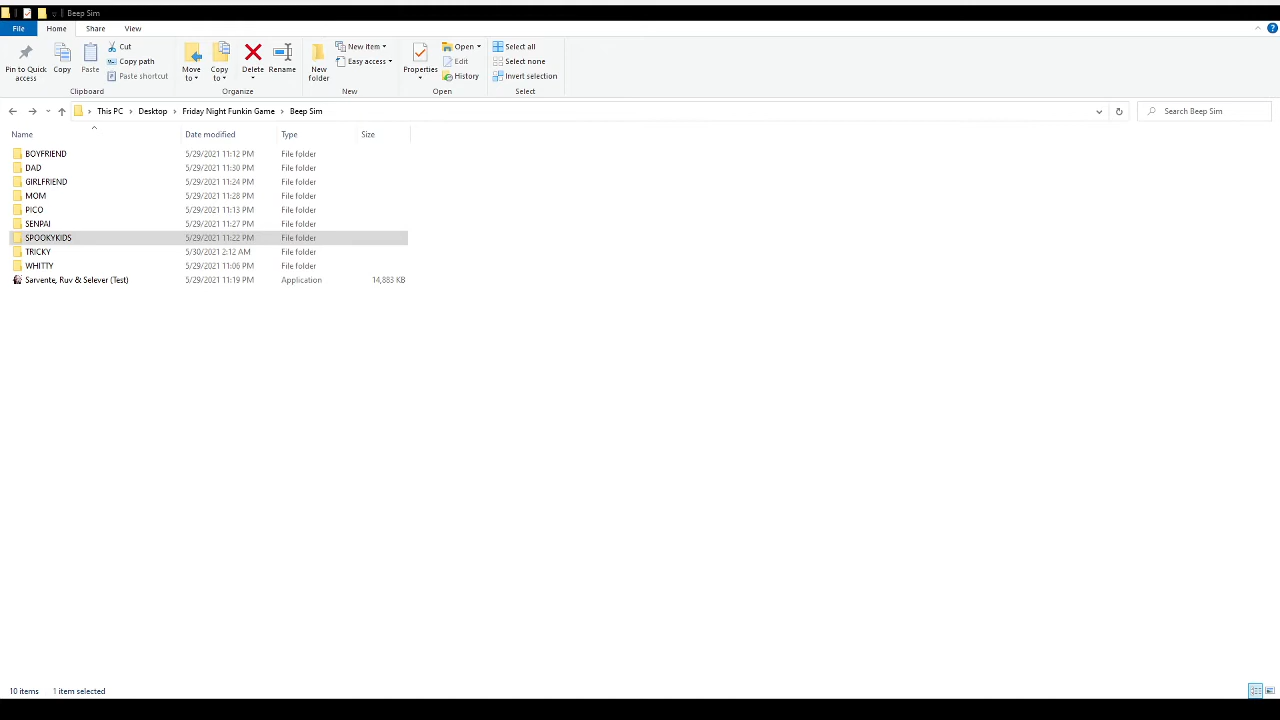 Beep Sim
File Home Share View
Pin to Quick access Copy Paste Cut Copy path Paste shortcut Move to Copy to Delete Rename New folder New item Easy access Properties Open Edit History Select all Select none Invert selection
Clipboard Organize New Open Select
This PC Desktop Friday Night Funkin Game Beep Sim Search Beep Sim
Name Date modified Type Size
BOYFRIEND 5/29/2021 11:12 PM File folder
DAD 5/29/2021 11:30 PM File folder
GIRLFRIEND 5/29/2021 11:24 PM File folder
MOM 5/29/2021 11:28 PM File folder
PICO 5/29/2021 11:13 PM File folder
SENPAI 5/29/2021 11:27 PM File folder
SPOOKYKIDS 5/29/2021 11:22 PM File folder
TRICKY 5/30/2021 2:12 AM File folder
WHITTY 5/29/2021 11:06 PM File folder
Sarvente, Ruv & Selever (Test) 5/29/2021 11:19 PM Application 14,883 KB
10 items 1 item selected